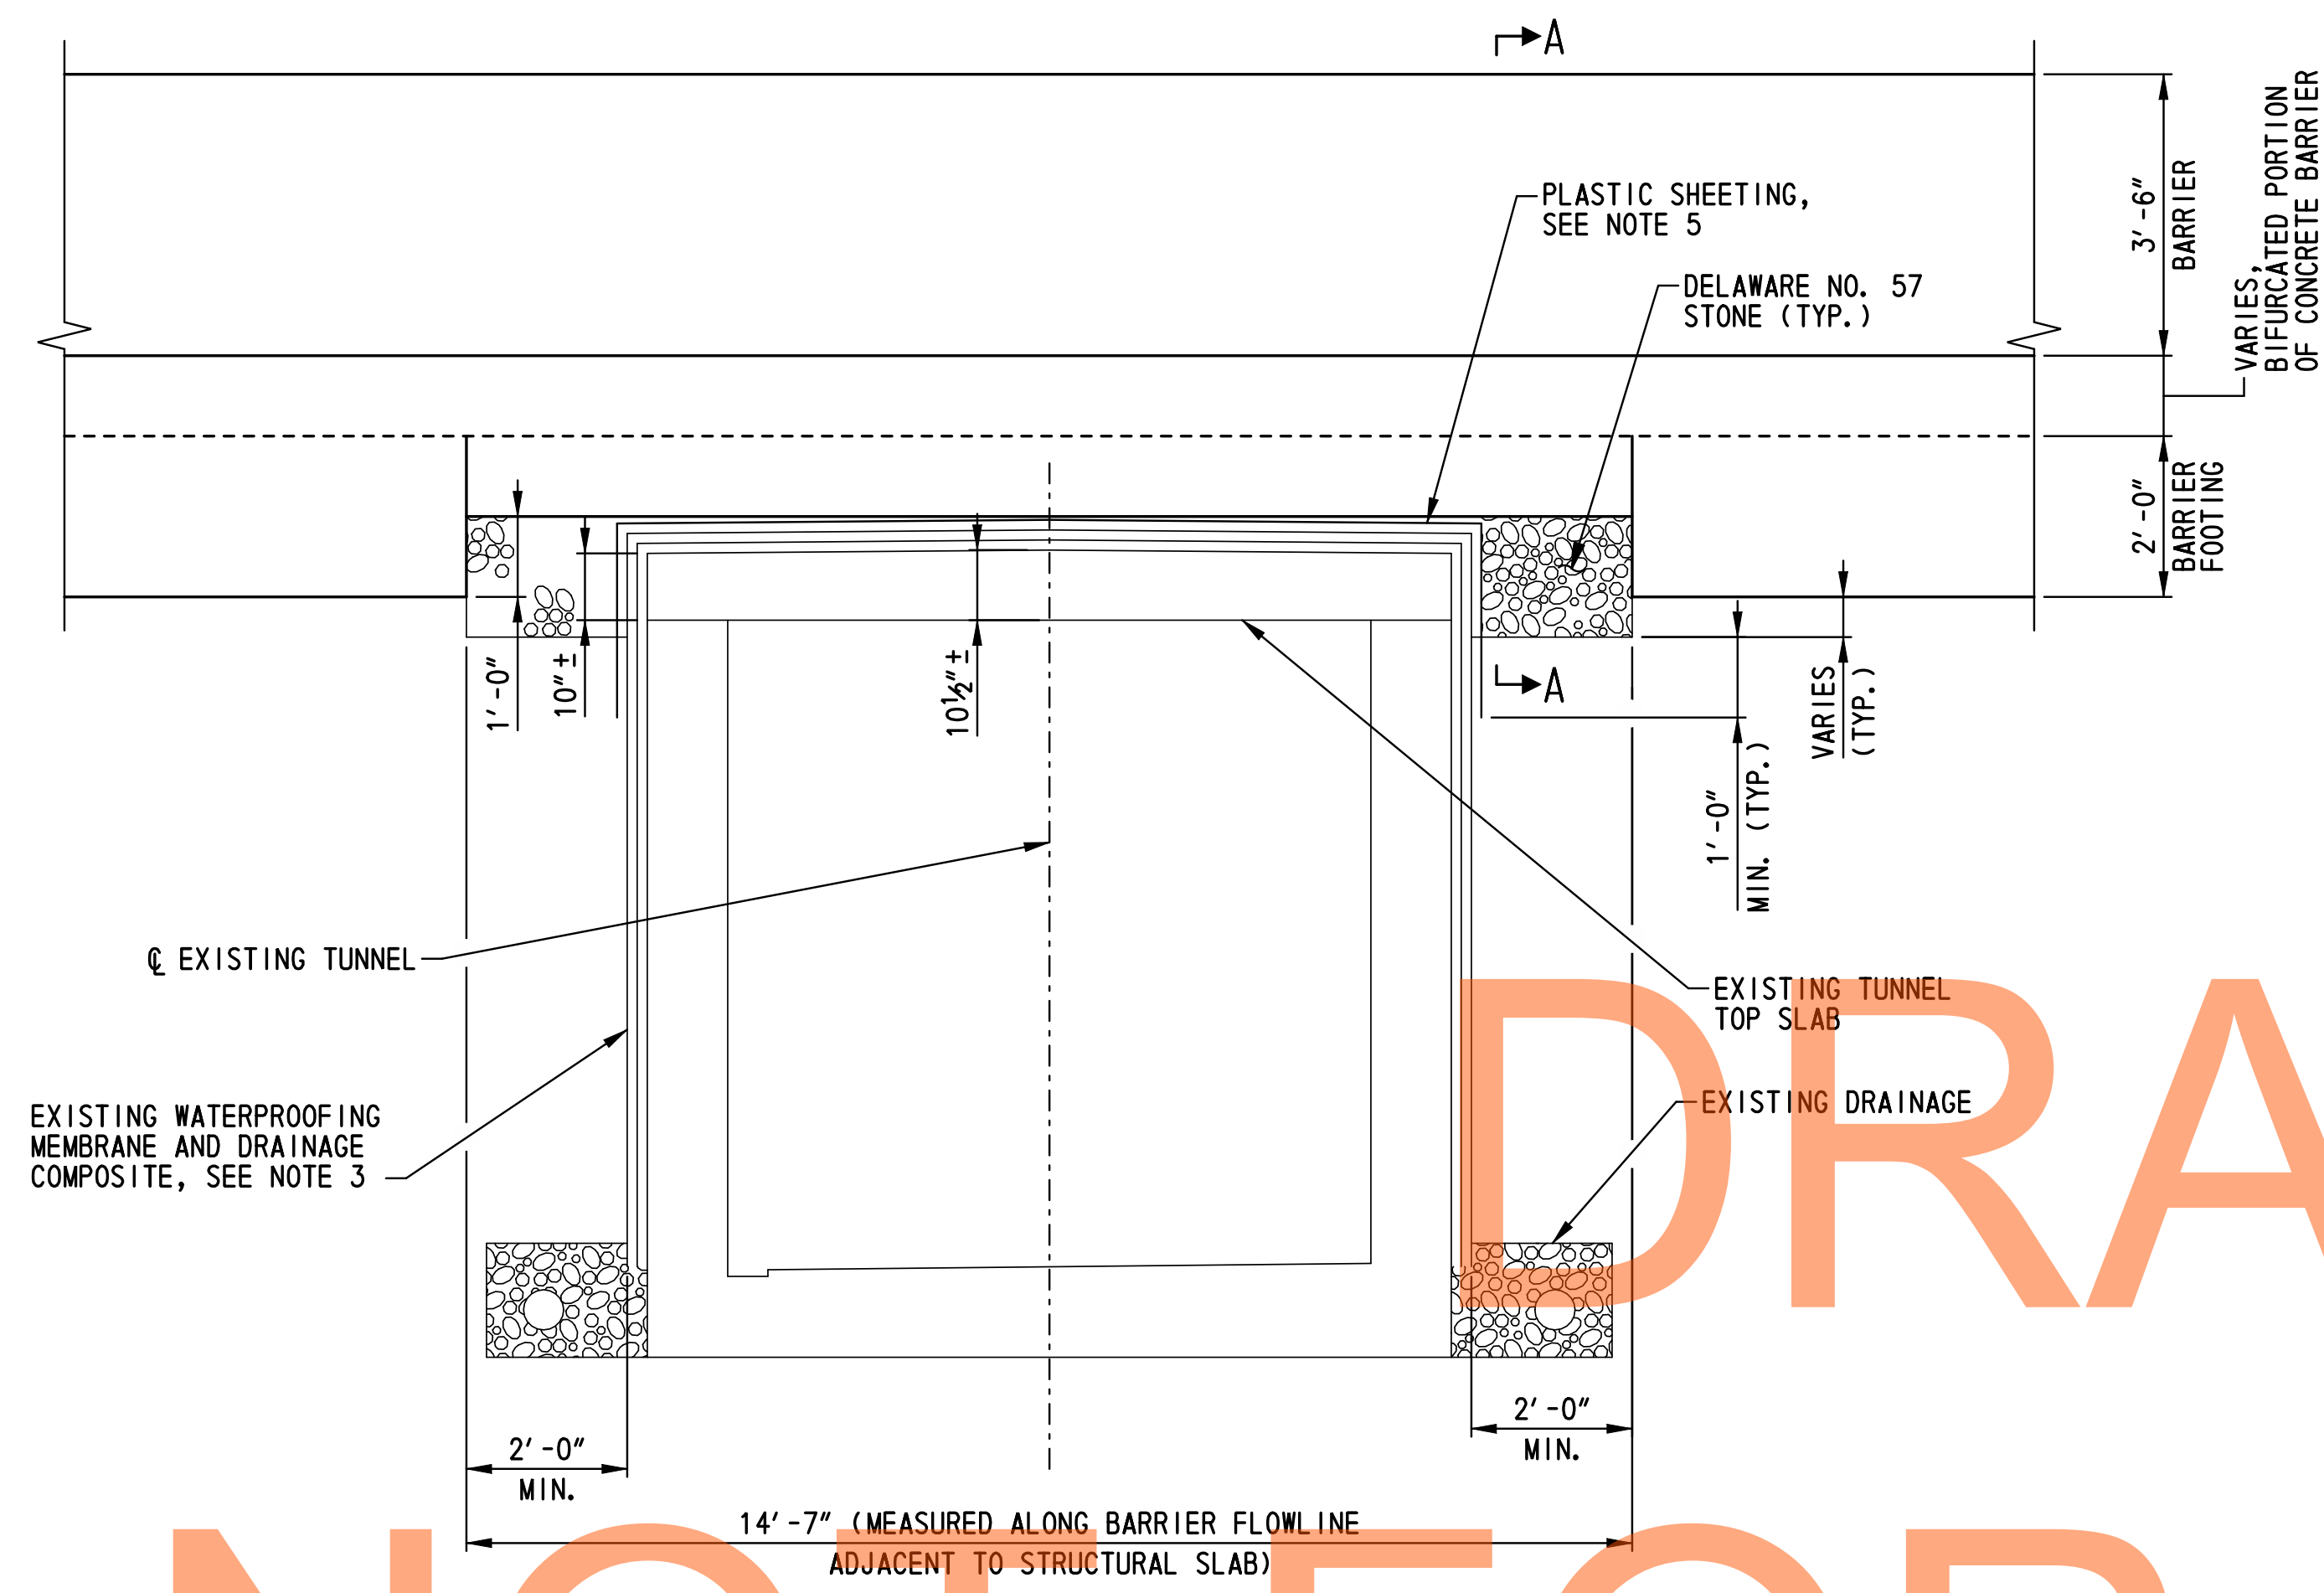 A
PLASTIC SHEETING,
SEE NOTE 5
DELAWARE NO. 57
STONE (TYP.)
3'-6"
BARRIER
VARIES,
BIFURCATED PORTION
OF CONCRETE BARRIER
2'-0"
BARRIER
FOOTING
1'-0"
10"±
10½"±
A
VARIES
(TYP.)
1'-0"
MIN. (TYP.)
℄ EXISTING TUNNEL
EXISTING TUNNEL
TOP SLAB
EXISTING WATERPROOFING
MEMBRANE AND DRAINAGE
COMPOSITE, SEE NOTE 3
EXISTING DRAINAGE
2'-0"
MIN.
2'-0"
MIN.
14'-7" (MEASURED ALONG BARRIER FLOWLINE
ADJACENT TO STRUCTURAL SLAB)
DRA
NOT FOR